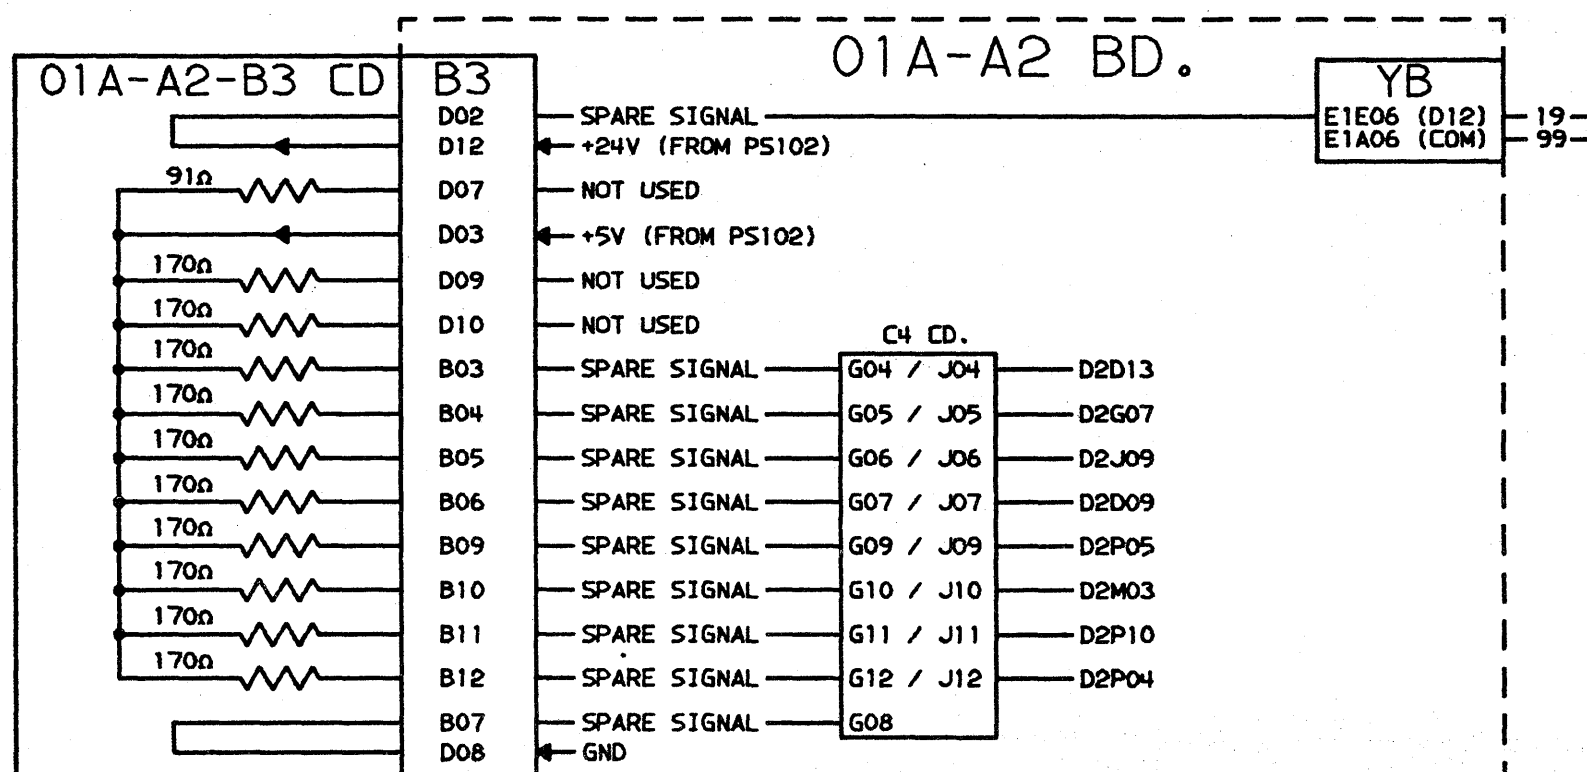 01A-A2 BD.
01A-A2-B3 CD B3 YB
D02 SPARE SIGNAL E1E06 (D12) 19
D12 +24V (FROM PS102) E1A06 (COM) 99
91Ω D07 NOT USED
D03 +5V (FROM PS102)
170Ω D09 NOT USED
170Ω D10 NOT USED
C4 CD.
170Ω B03 SPARE SIGNAL G04 / J04 D2D13
170Ω B04 SPARE SIGNAL G05 / J05 D2G07
170Ω B05 SPARE SIGNAL G06 / J06 D2J09
170Ω B06 SPARE SIGNAL G07 / J07 D2D09
170Ω B09 SPARE SIGNAL G09 / J09 D2P05
170Ω B10 SPARE SIGNAL G10 / J10 D2M03
170Ω B11 SPARE SIGNAL G11 / J11 D2P10
170Ω B12 SPARE SIGNAL G12 / J12 D2P04
B07 SPARE SIGNAL G08
D08 GND